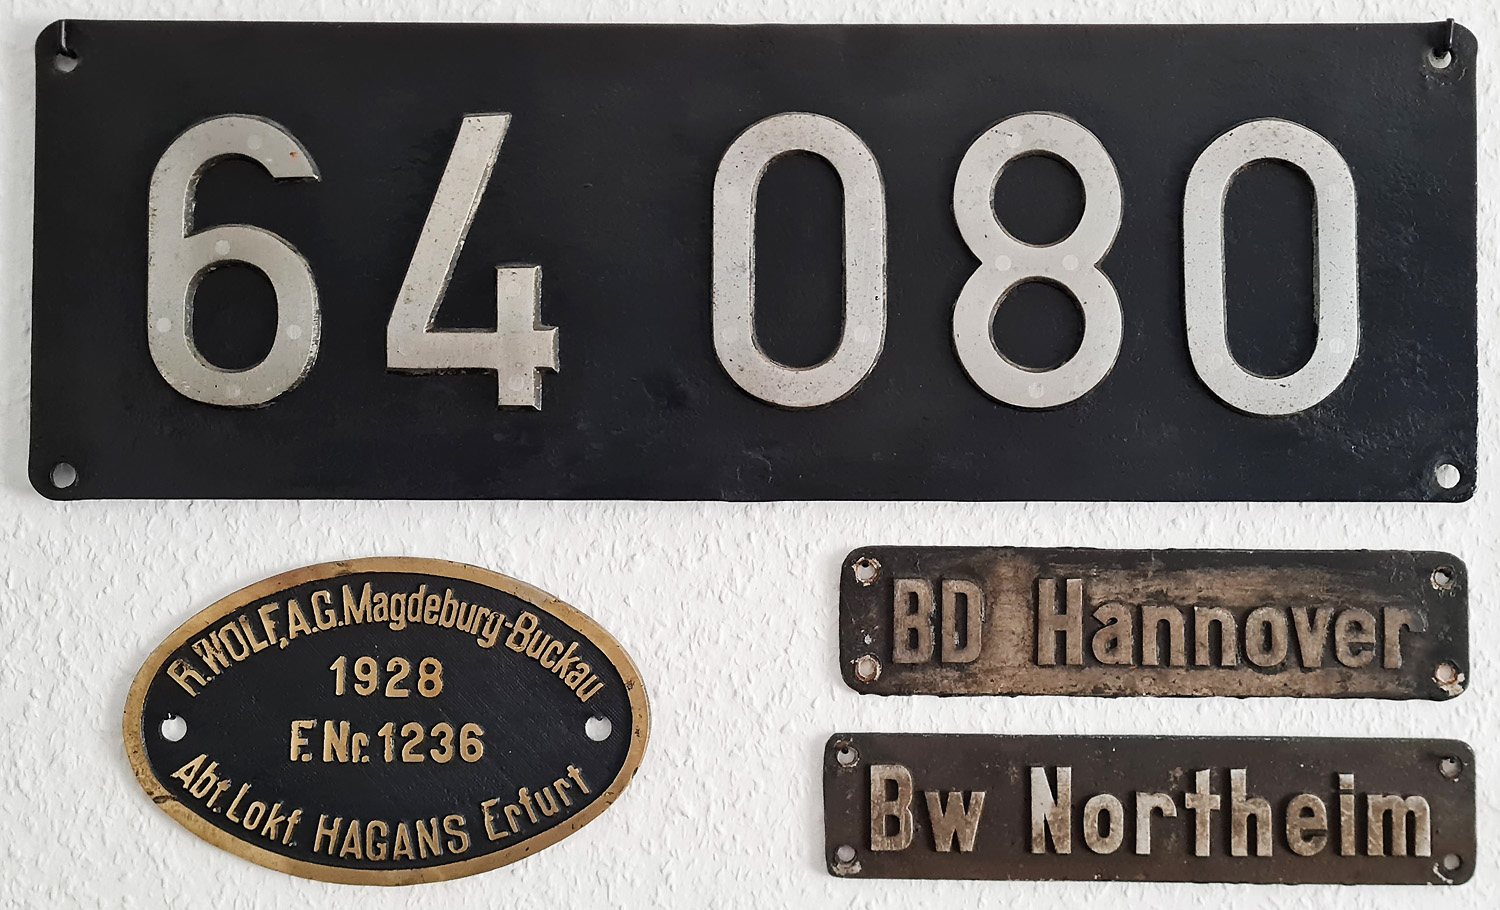 64 080
R. WOLF, A.G. Magdeburg-Buckau
1928
F. Nr. 1236
Abt. Lokf. HAGANS Erfurt
BD Hannover
Bw Northeim